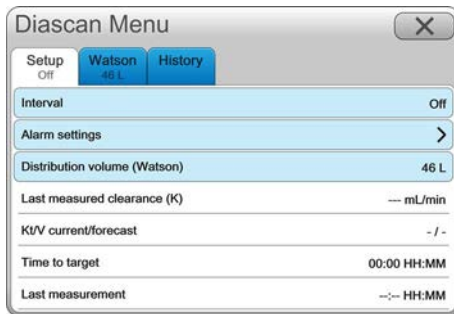 Diascan Menu
Setup Watson History
Off 46 L
Interval Off
Alarm settings
Distribution volume (Watson) 46 L
Last measured clearance (K) --- mL/min
Kt/V current/forecast - / -
Time to target 00:00 HH:MM
Last measurement --:-- HH:MM